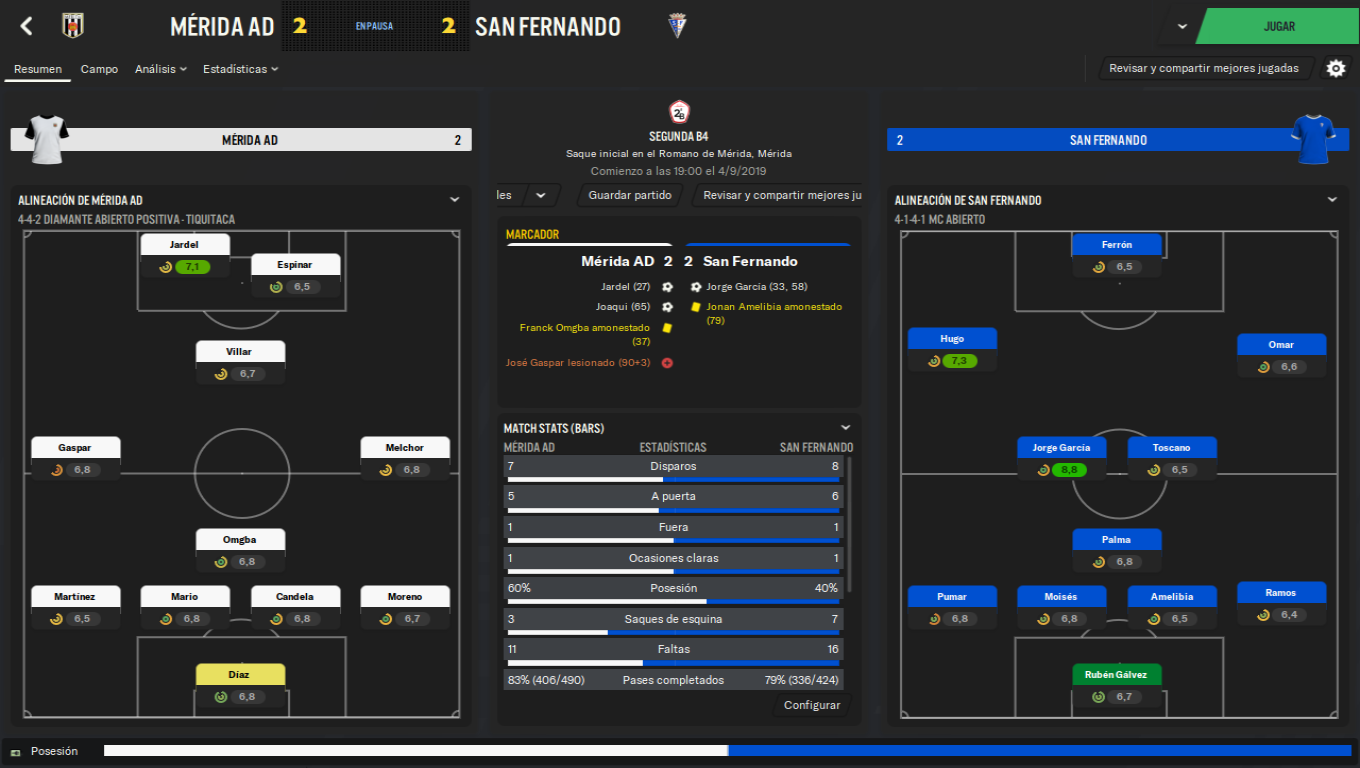 MÉRIDA AD 2 EN PAUSA 2 SAN FERNANDO
JUGAR
Resumen Campo Análisis Estadísticas
Revisar y compartir mejores jugadas
MÉRIDA AD 2
ALINEACIÓN DE MÉRIDA AD
4-4-2 DIAMANTE ABIERTO POSITIVA - TIQUITACA
Jardel
7,1
Espinar
6,5
Villar
6,7
Gaspar
6,8
Melchor
6,8
Omgba
6,8
Martínez
6,5
Mario
6,8
Candela
6,8
Moreno
6,7
Díaz
6,8
2ªB
SEGUNDA B4
Saque inicial en el Romano de Mérida, Mérida
Comienzo a las 19:00 el 4/9/2019
les
Guardar partido
Revisar y compartir mejores ju
MARCADOR
Mérida AD 2 2 San Fernando
Jardel (27) Jorge García (33, 58)
Joaqui (65) Jonan Amelibia amonestado
(79)
Franck Omgba amonestado
(37)
José Gaspar lesionado (90+3)
MATCH STATS (BARS)
MÉRIDA AD ESTADÍSTICAS SAN FERNANDO
7 Disparos 8
5 A puerta 6
1 Fuera 1
1 Ocasiones claras 1
60% Posesión 40%
3 Saques de esquina 7
11 Faltas 16
83% (406/490) Pases completados 79% (336/424)
Configurar
2 SAN FERNANDO
ALINEACIÓN DE SAN FERNANDO
4-1-4-1 MC ABIERTO
Ferrón
6,5
Hugo
7,3
Omar
6,6
Jorge García
8,8
Toscano
6,5
Palma
6,8
Pumar
6,8
Moisés
6,8
Amelibia
6,5
Ramos
6,4
Rubén Gálvez
6,7
Posesión